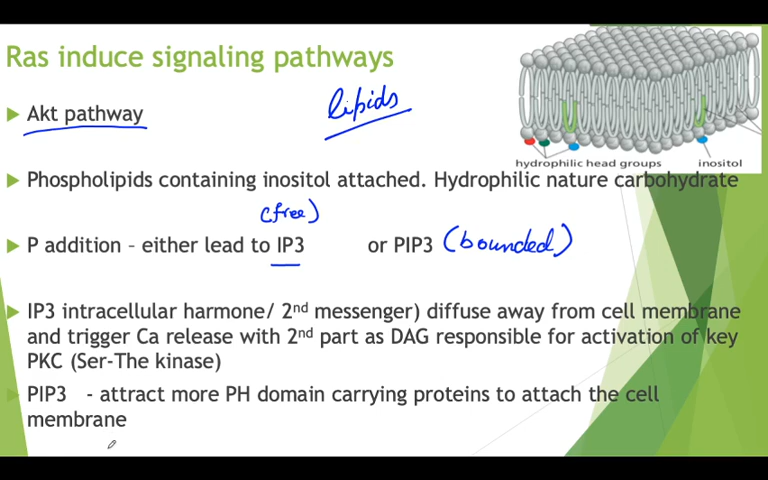 Ras induce signaling pathways
Akt pathway
lipids
hydrophilic head groups
inositol
Phospholipids containing inositol attached. Hydrophilic nature carbohydrate
(free)
P addition – either lead to IP3 or PIP3 (bounded)
IP3 intracellular harmone/ 2nd messenger) diffuse away from cell membrane
and trigger Ca release with 2nd part as DAG responsible for activation of key
PKC (Ser-The kinase)
PIP3 - attract more PH domain carrying proteins to attach the cell
membrane